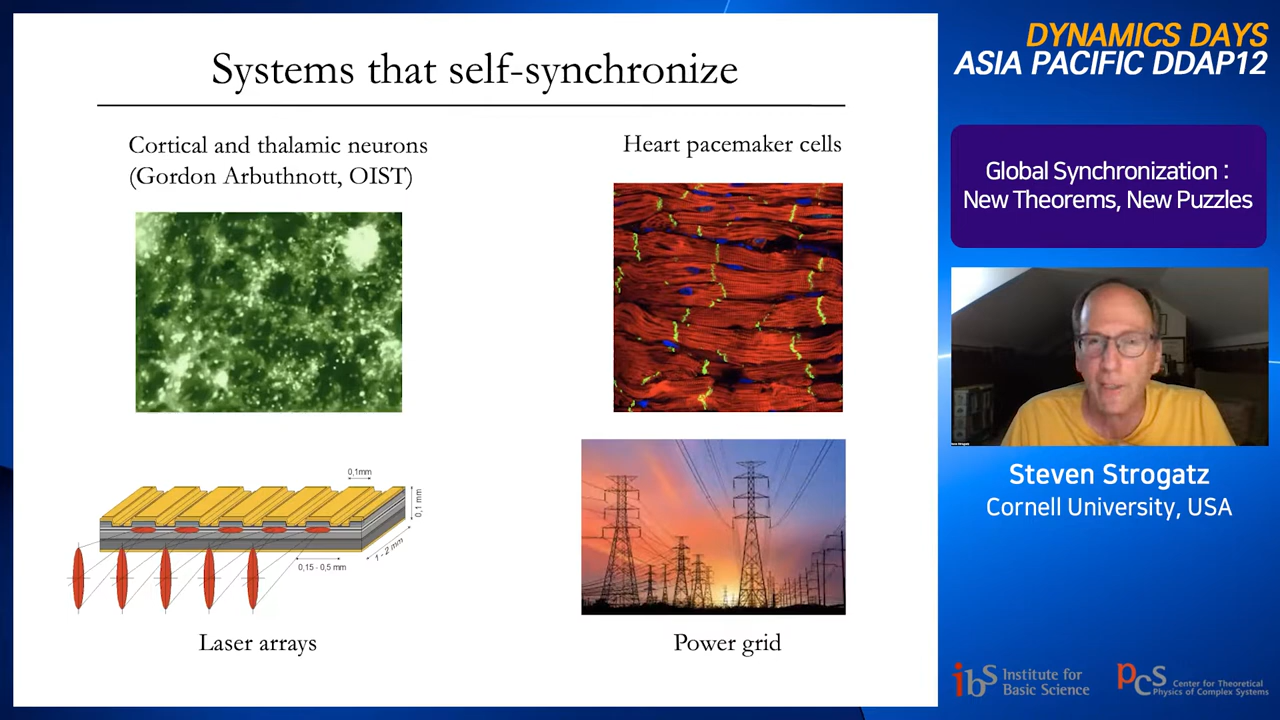 Systems that self-synchronize
Cortical and thalamic neurons
(Gordon Arbuthnott, OIST)
Heart pacemaker cells
0,1mm
0,1 mm
1 - 2 mm
0,15 - 0,5 mm
Laser arrays
Power grid
DYNAMICS DAYS
ASIA PACIFIC DDAP12
Global Synchronization :
New Theorems, New Puzzles
Steven Strogatz
Cornell University, USA
ibs Institute for
Basic Science
pcs Center for Theoretical
Physics of Complex Systems